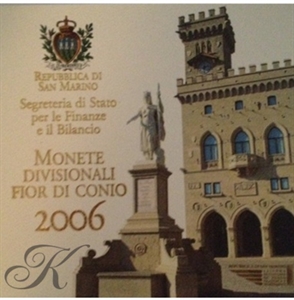 REPUBBLICA DI
SAN MARINO
Segreteria di Stato
per le Finanze
e il Bilancio
MONETE
DIVISIONALI
FIOR DI CONIO
2006
K